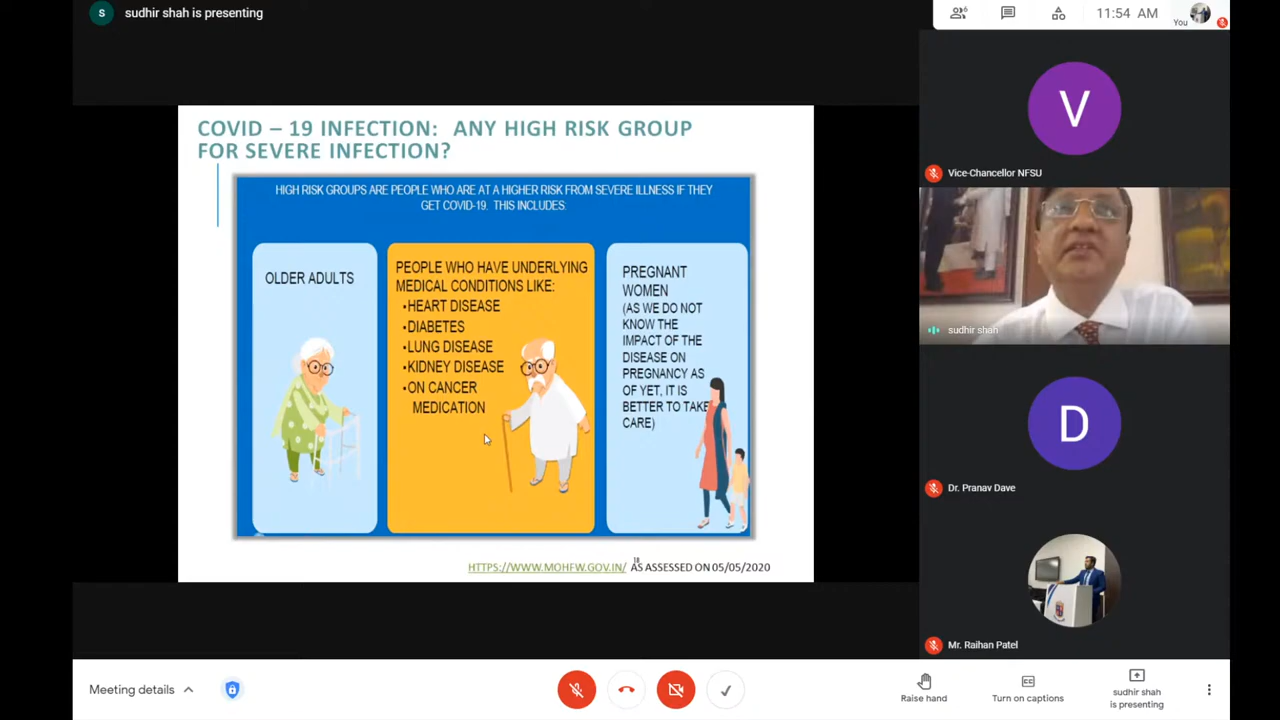 S
sudhir shah is presenting
6
11:54 AM
You
COVID – 19 INFECTION: ANY HIGH RISK GROUP
FOR SEVERE INFECTION?
HIGH RISK GROUPS ARE PEOPLE WHO ARE AT A HIGHER RISK FROM SEVERE ILLNESS IF THEY
GET COVID-19. THIS INCLUDES:
OLDER ADULTS
PEOPLE WHO HAVE UNDERLYING
MEDICAL CONDITIONS LIKE:
•HEART DISEASE
•DIABETES
•LUNG DISEASE
•KIDNEY DISEASE
•ON CANCER
MEDICATION
PREGNANT
WOMEN
(AS WE DO NOT
KNOW THE
IMPACT OF THE
DISEASE ON
PREGNANCY AS
OF YET, IT IS
BETTER TO TAKE
CARE)
18
HTTPS://WWW.MOHFW.GOV.IN/ AS ASSESSED ON 05/05/2020
V
Vice-Chancellor NFSU
sudhir shah
D
Dr. Pranav Dave
Mr. Raihan Patel
Meeting details
Raise hand
Turn on captions
sudhir shah
is presenting